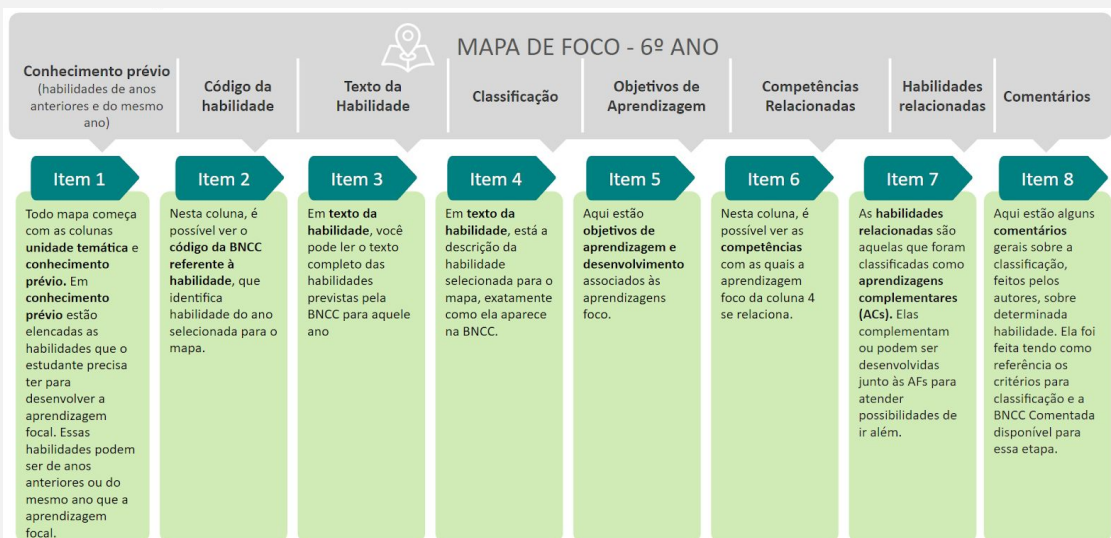 MAPA DE FOCO - 6º ANO
Conhecimento prévio
(habilidades de anos
anteriores e do mesmo
ano)
Código da
habilidade
Texto da
Habilidade
Classificação
Objetivos de
Aprendizagem
Competências
Relacionadas
Habilidades
relacionadas
Comentários
Item 1
Todo mapa começa
com as colunas
unidade temática e
conhecimento
prévio. Em
conhecimento
prévio estão
elencadas as
habilidades que o
estudante precisa
ter para
desenvolver a
aprendizagem
focal. Essas
habilidades podem
ser de anos
anteriores ou do
mesmo ano que a
aprendizagem
focal.
Item 2
Nesta coluna, é
possível ver o
código da BNCC
referente à
habilidade, que
identifica
habilidade do ano
selecionada para o
mapa.
Item 3
Em texto da
habilidade, você
pode ler o texto
completo das
habilidades
previstas pela
BNCC para aquele
ano
Item 4
Em texto da
habilidade, está a
descrição da
habilidade
selecionada para o
mapa, exatamente
como ela aparece
na BNCC.
Item 5
Aqui estão
objetivos de
aprendizagem e
desenvolvimento
associados às
aprendizagens
foco.
Item 6
Nesta coluna, é
possível ver as
competências
com as quais a
aprendizagem
foco da coluna 4
se relaciona.
Item 7
As habilidades
relacionadas são
aquelas que foram
classificadas como
aprendizagens
complementares
(ACs). Elas
complementam
ou podem ser
desenvolvidas
junto às AFs para
atender
possibilidades de
ir além.
Item 8
Aqui estão alguns
comentários
gerais sobre a
classificação,
feitos pelos
autores, sobre
determinada
habilidade. Ela foi
feita tendo como
referência os
critérios para
classificação e a
BNCC Comentada
disponível para
essa etapa.